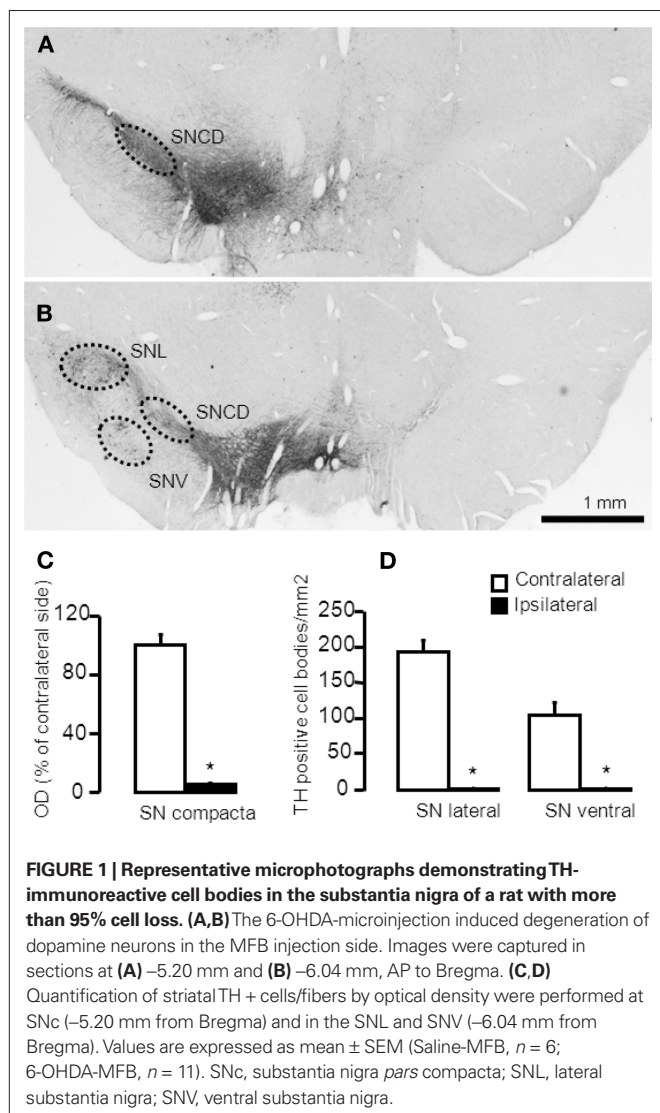 A
SNCD
B
SNL
SNCD
SNV
1 mm
C
D
Contralateral
Ipsilateral
120
80
40
0
OD (% of contralateral side)
*
SN compacta
250
200
150
100
50
0
TH positive cell bodies/mm2
*
*
SN lateral
SN ventral
FIGURE 1 | Representative microphotographs demonstrating TH-
immunoreactive cell bodies in the substantia nigra of a rat with more
than 95% cell loss. (A,B) The 6-OHDA-microinjection induced degeneration of
dopamine neurons in the MFB injection side. Images were captured in
sections at (A) –5.20 mm and (B) –6.04 mm, AP to Bregma. (C,D)
Quantification of striatal TH + cells/fibers by optical density were performed at
SNc (–5.20 mm from Bregma) and in the SNL and SNV (–6.04 mm from
Bregma). Values are expressed as mean ± SEM (Saline-MFB, n = 6;
6-OHDA-MFB, n = 11). SNc, substantia nigra pars compacta; SNL, lateral
substantia nigra; SNV, ventral substantia nigra.